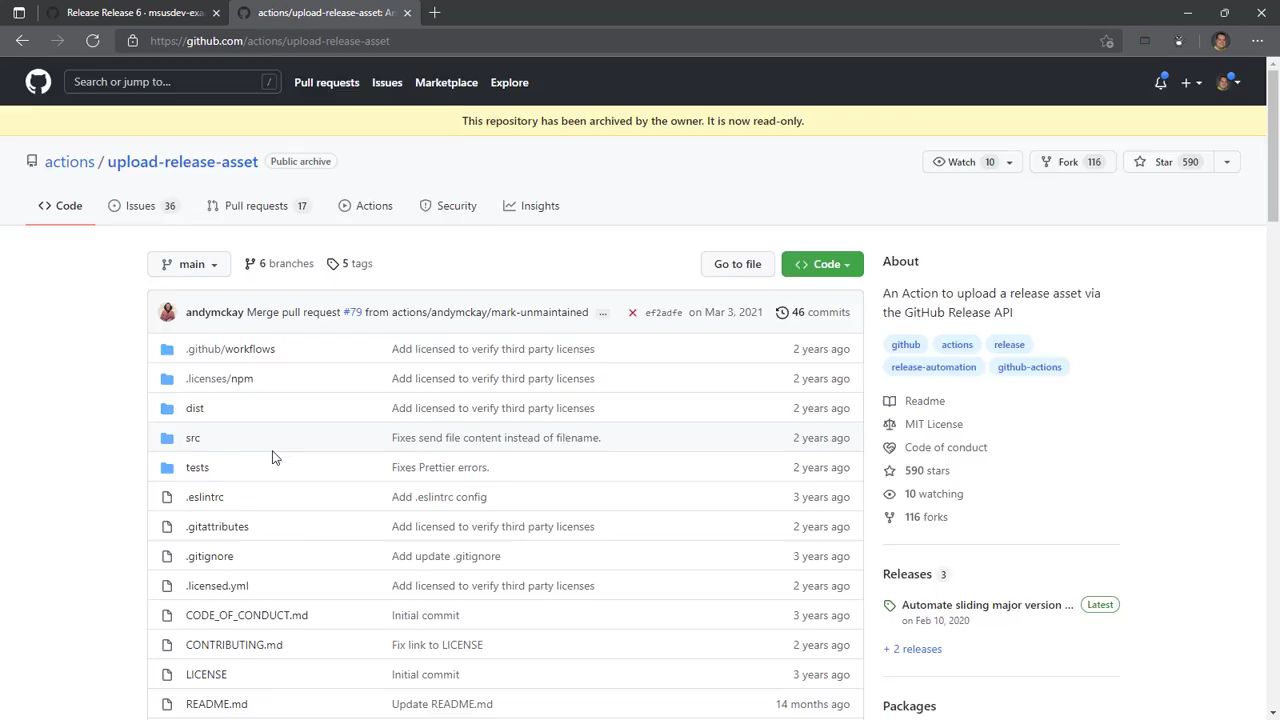 Release Release 6 · msusdev-exa
actions/upload-release-asset: An
https://github.com/actions/upload-release-asset
Search or jump to...
/
Pull requests
Issues
Marketplace
Explore
This repository has been archived by the owner. It is now read-only.
actions / upload-release-asset
Public archive
Watch 10
Fork 116
Star 590
Code
Issues 36
Pull requests 17
Actions
Security
Insights
main
6 branches
5 tags
Go to file
Code
andymckay Merge pull request #79 from actions/andymckay/mark-unmaintained ... ef2adfe on Mar 3, 2021 46 commits
.github/workflows Add licensed to verify third party licenses 2 years ago
.licenses/npm Add licensed to verify third party licenses 2 years ago
dist Add licensed to verify third party licenses 2 years ago
src Fixes send file content instead of filename. 2 years ago
tests Fixes Prettier errors. 2 years ago
.eslintrc Add .eslintrc config 3 years ago
.gitattributes Add licensed to verify third party licenses 2 years ago
.gitignore Add update .gitignore 3 years ago
.licensed.yml Add licensed to verify third party licenses 2 years ago
CODE_OF_CONDUCT.md Initial commit 3 years ago
CONTRIBUTING.md Fix link to LICENSE 2 years ago
LICENSE Initial commit 3 years ago
README.md Update README.md 14 months ago
About
An Action to upload a release asset via
the GitHub Release API
github actions release
release-automation github-actions
Readme
MIT License
Code of conduct
590 stars
10 watching
116 forks
Releases 3
Automate sliding major version ... Latest
on Feb 10, 2020
+ 2 releases
Packages